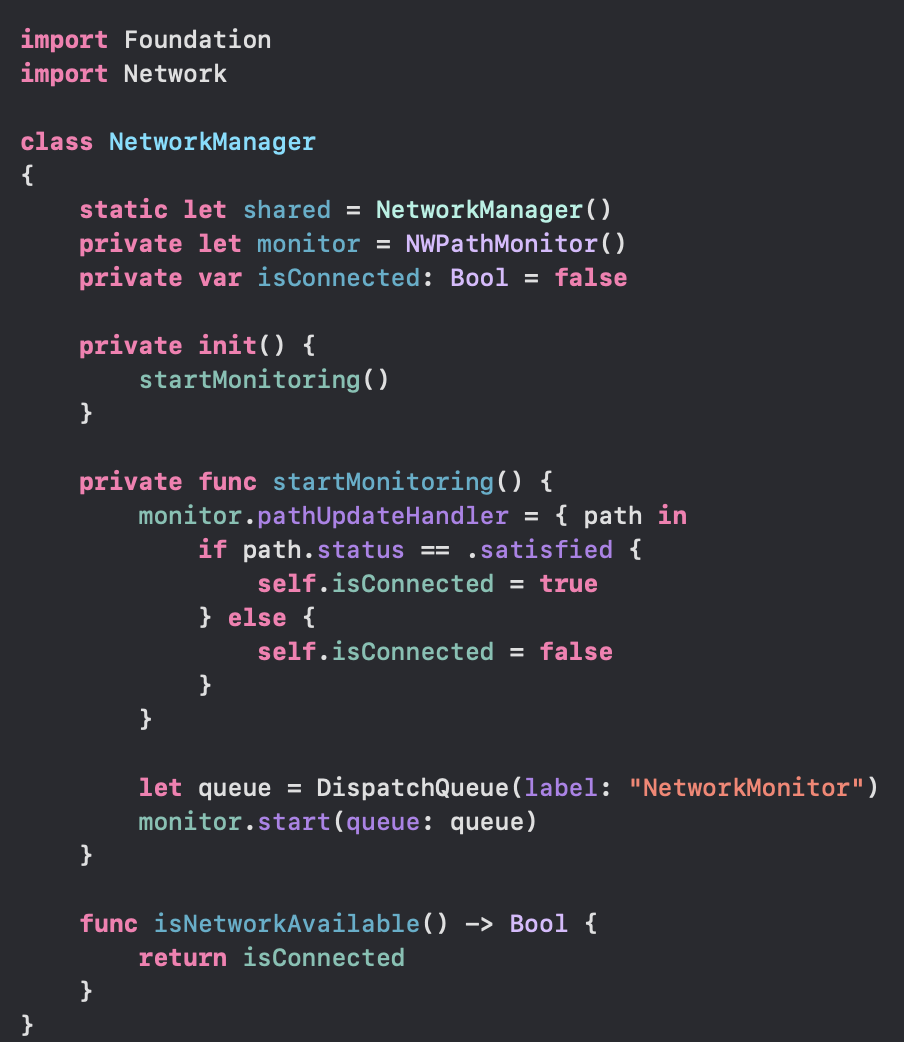 import Foundation
import Network
class NetworkManager
{
static let shared = NetworkManager()
private let monitor = NWPathMonitor()
private var isConnected: Bool = false
private init() {
startMonitoring()
}
private func startMonitoring() {
monitor.pathUpdateHandler = { path in
if path.status == .satisfied {
self.isConnected = true
} else {
self.isConnected = false
}
}
let queue = DispatchQueue(label: "NetworkMonitor")
monitor.start(queue: queue)
}
func isNetworkAvailable() -> Bool {
return isConnected
}
}